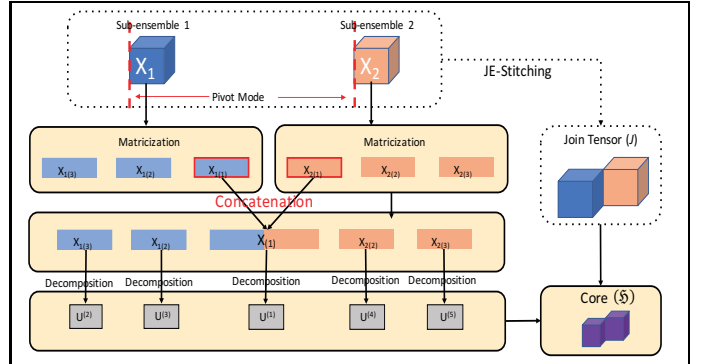 Sub-ensemble 1
Sub-ensemble 2
X1
X2
JE-Stitching
Pivot Mode
Matricization
Matricization
Join Tensor (J)
X1(3)
X1(2)
X1(1)
X2(1)
X2(2)
X2(3)
Concatenation
X1(3)
X1(2)
X(1)
X2(2)
X2(3)
Decomposition
Decomposition
Decomposition
Decomposition
Decomposition
Core (ℌ)
U(2)
U(3)
U(1)
U(4)
U(5)